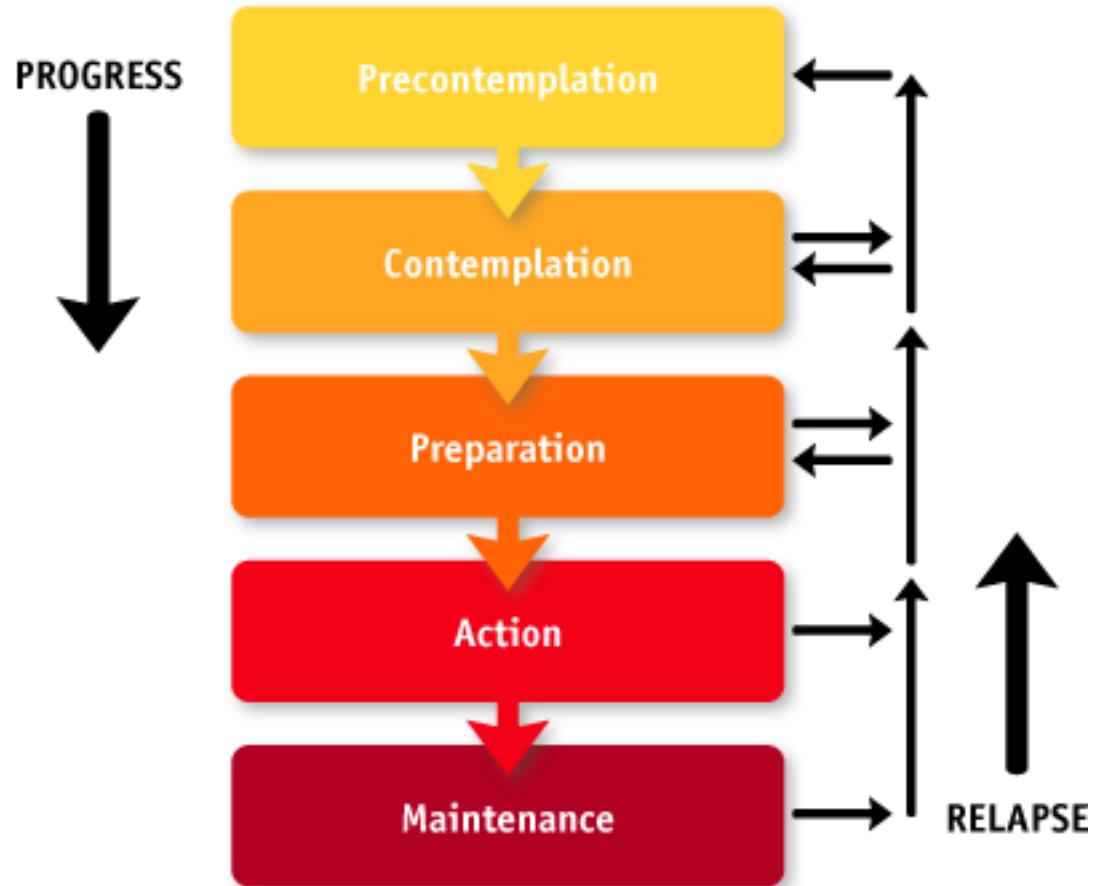 PROGRESS
Precontemplation
Contemplation
Preparation
Action
Maintenance
RELAPSE